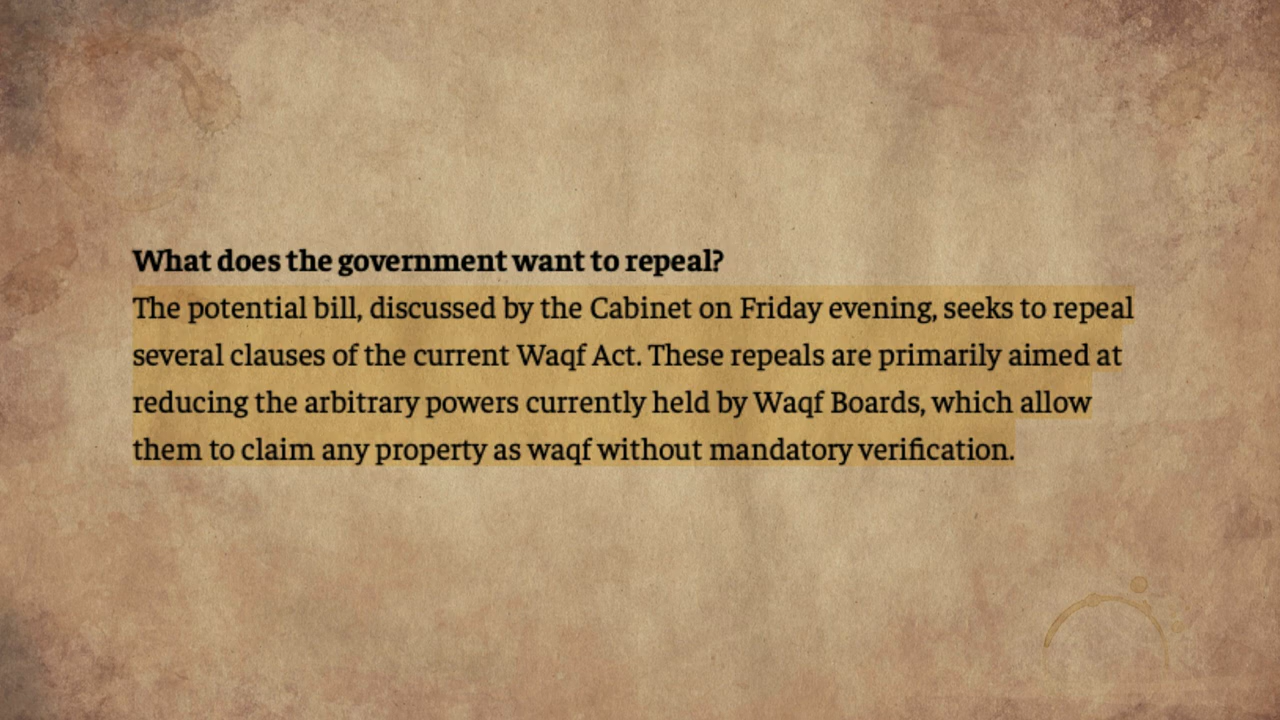 What does the government want to repeal?
The potential bill, discussed by the Cabinet on Friday evening, seeks to repeal
several clauses of the current Waqf Act. These repeals are primarily aimed at
reducing the arbitrary powers currently held by Waqf Boards, which allow
them to claim any property as waqf without mandatory verification.